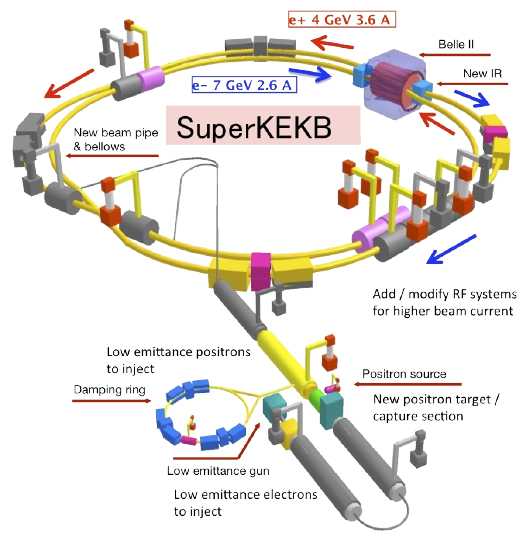 e+ 4 GeV 3.6 A
Belle II
e- 7 GeV 2.6 A
New IR
SuperKEKB
New beam pipe
& bellows
Add / modify RF systems
for higher beam current
Low emittance positrons
to inject
Positron source
Damping ring
New positron target /
capture section
Low emittance gun
Low emittance electrons
to inject